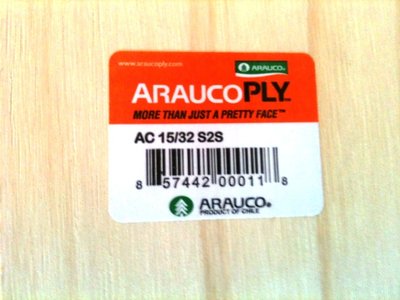 www.araucoply.com
ARAUCO®
ARAUCOPLY™
MORE THAN JUST A PRETTY FACE™
AC 15/32 S2S
8 57442 00011 8
ARAUCO®
PRODUCT OF CHILE